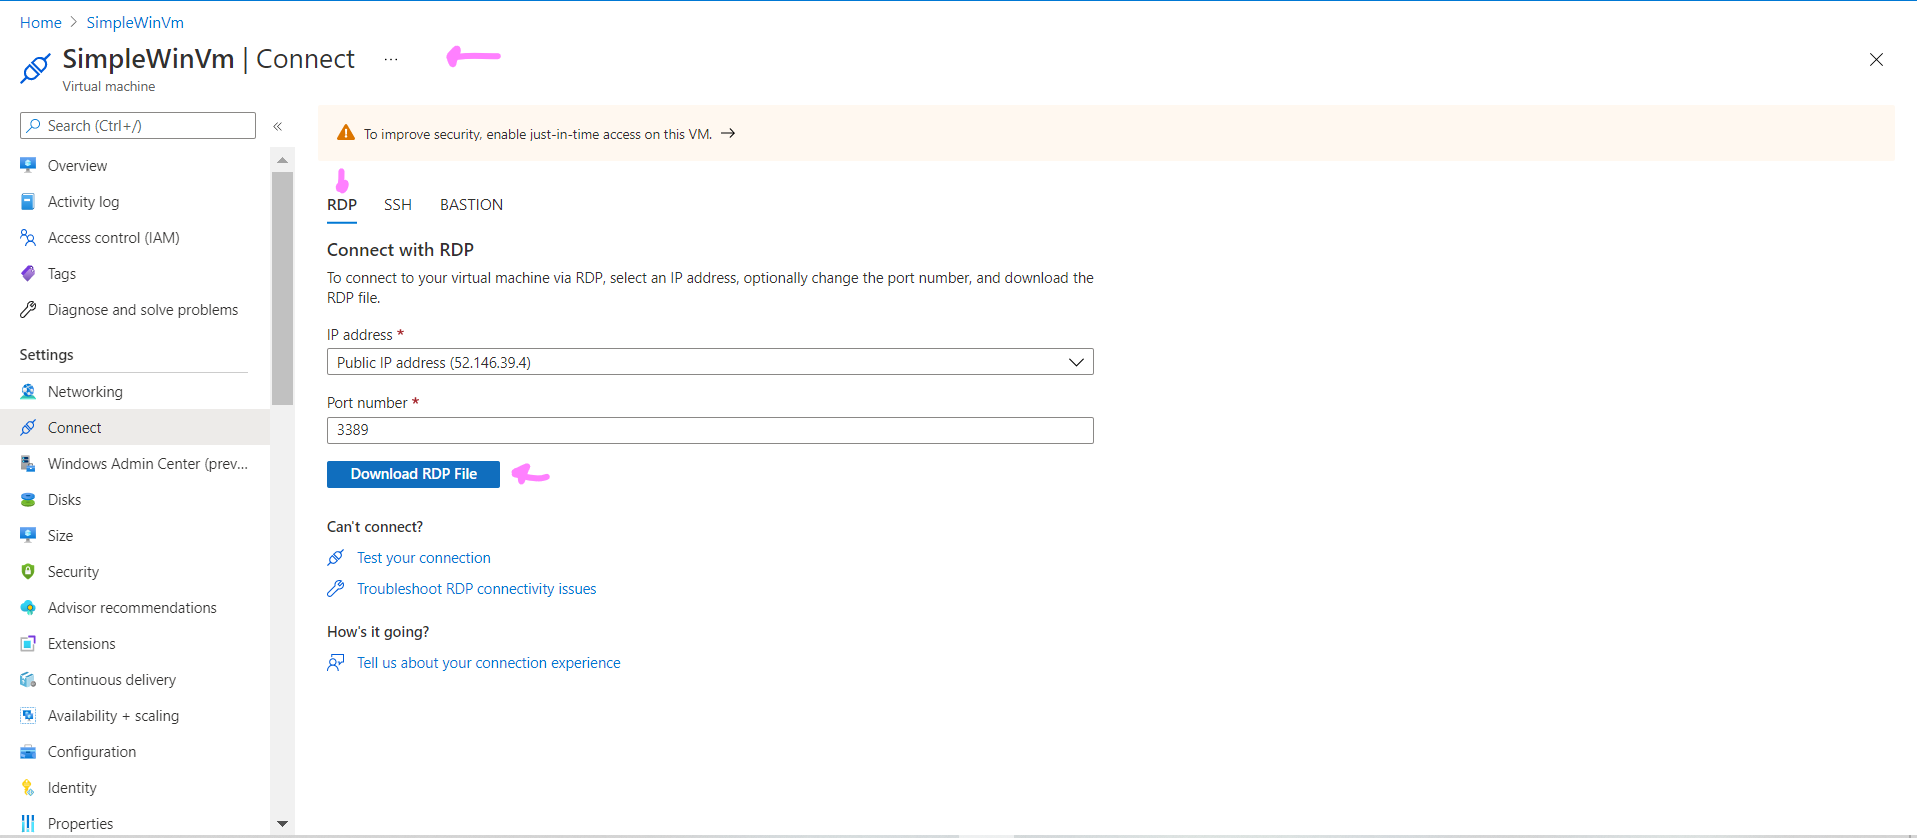 Home > SimpleWinVm
SimpleWinVm | Connect ...
Virtual machine
Search (Ctrl+/) «
Overview
Activity log
Access control (IAM)
Tags
Diagnose and solve problems
Settings
Networking
Connect
Windows Admin Center (prev...
Disks
Size
Security
Advisor recommendations
Extensions
Continuous delivery
Availability + scaling
Configuration
Identity
Properties
To improve security, enable just-in-time access on this VM. →
RDP SSH BASTION
Connect with RDP
To connect to your virtual machine via RDP, select an IP address, optionally change the port number, and download the
RDP file.
IP address *
Public IP address (52.146.39.4)
Port number *
3389
Download RDP File
Can't connect?
Test your connection
Troubleshoot RDP connectivity issues
How's it going?
Tell us about your connection experience